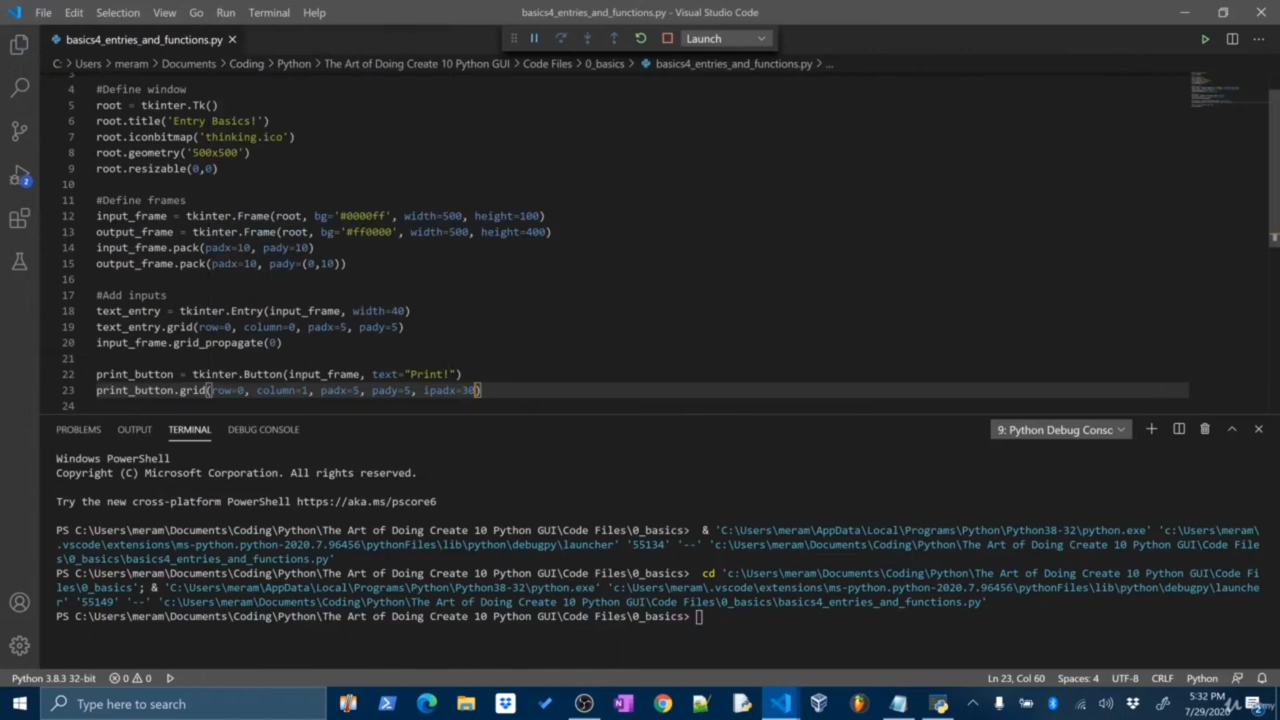 File Edit Selection View Go Run Terminal Help
basics4_entries_and_functions.py - Visual Studio Code
basics4_entries_and_functions.py
Launch
C: > Users > meram > Documents > Coding > Python > The Art of Doing Create 10 Python GUI > Code Files > 0_basics > basics4_entries_and_functions.py > ...
3
4 #Define window
5 root = tkinter.Tk()
6 root.title('Entry Basics!')
7 root.iconbitmap('thinking.ico')
8 root.geometry('500x500')
9 root.resizable(0,0)
10
11 #Define frames
12 input_frame = tkinter.Frame(root, bg='#0000ff', width=500, height=100)
13 output_frame = tkinter.Frame(root, bg='#ff0000', width=500, height=400)
14 input_frame.pack(padx=10, pady=10)
15 output_frame.pack(padx=10, pady=(0,10))
16
17 #Add inputs
18 text_entry = tkinter.Entry(input_frame, width=40)
19 text_entry.grid(row=0, column=0, padx=5, pady=5)
20 input_frame.grid_propagate(0)
21
22 print_button = tkinter.Button(input_frame, text="Print!")
23 print_button.grid(row=0, column=1, padx=5, pady=5, ipadx=30)
24
2
PROBLEMS OUTPUT TERMINAL DEBUG CONSOLE
9: Python Debug Consc
Windows PowerShell
Copyright (C) Microsoft Corporation. All rights reserved.
Try the new cross-platform PowerShell https://aka.ms/pscore6
PS C:\Users\meram\Documents\Coding\Python\The Art of Doing Create 10 Python GUI\Code Files\0_basics> & 'C:\Users\meram\AppData\Local\Programs\Python\Python38-32\python.exe' 'c:\Users\meram\
.vscode\extensions\ms-python.python-2020.7.96456\pythonFiles\lib\python\debugpy\launcher' '55134' '--' 'c:\Users\meram\Documents\Coding\Python\The Art of Doing Create 10 Python GUI\Code File
s\0_basics\basics4_entries_and_functions.py'
PS C:\Users\meram\Documents\Coding\Python\The Art of Doing Create 10 Python GUI\Code Files\0_basics> cd 'c:\Users\meram\Documents\Coding\Python\The Art of Doing Create 10 Python GUI\Code Fi
les\0_basics'; & 'C:\Users\meram\AppData\Local\Programs\Python\Python38-32\python.exe' 'c:\Users\meram\.vscode\extensions\ms-python.python-2020.7.96456\pythonFiles\lib\python\debugpy\launche
r' '55149' '--' 'c:\Users\meram\Documents\Coding\Python\The Art of Doing Create 10 Python GUI\Code Files\0_basics\basics4_entries_and_functions.py'
PS C:\Users\meram\Documents\Coding\Python\The Art of Doing Create 10 Python GUI\Code Files\0_basics>
Python 3.8.3 32-bit 0 0
Ln 23, Col 60 Spaces: 4 UTF-8 CRLF Python
Type here to search
5:32 PM
7/29/2020